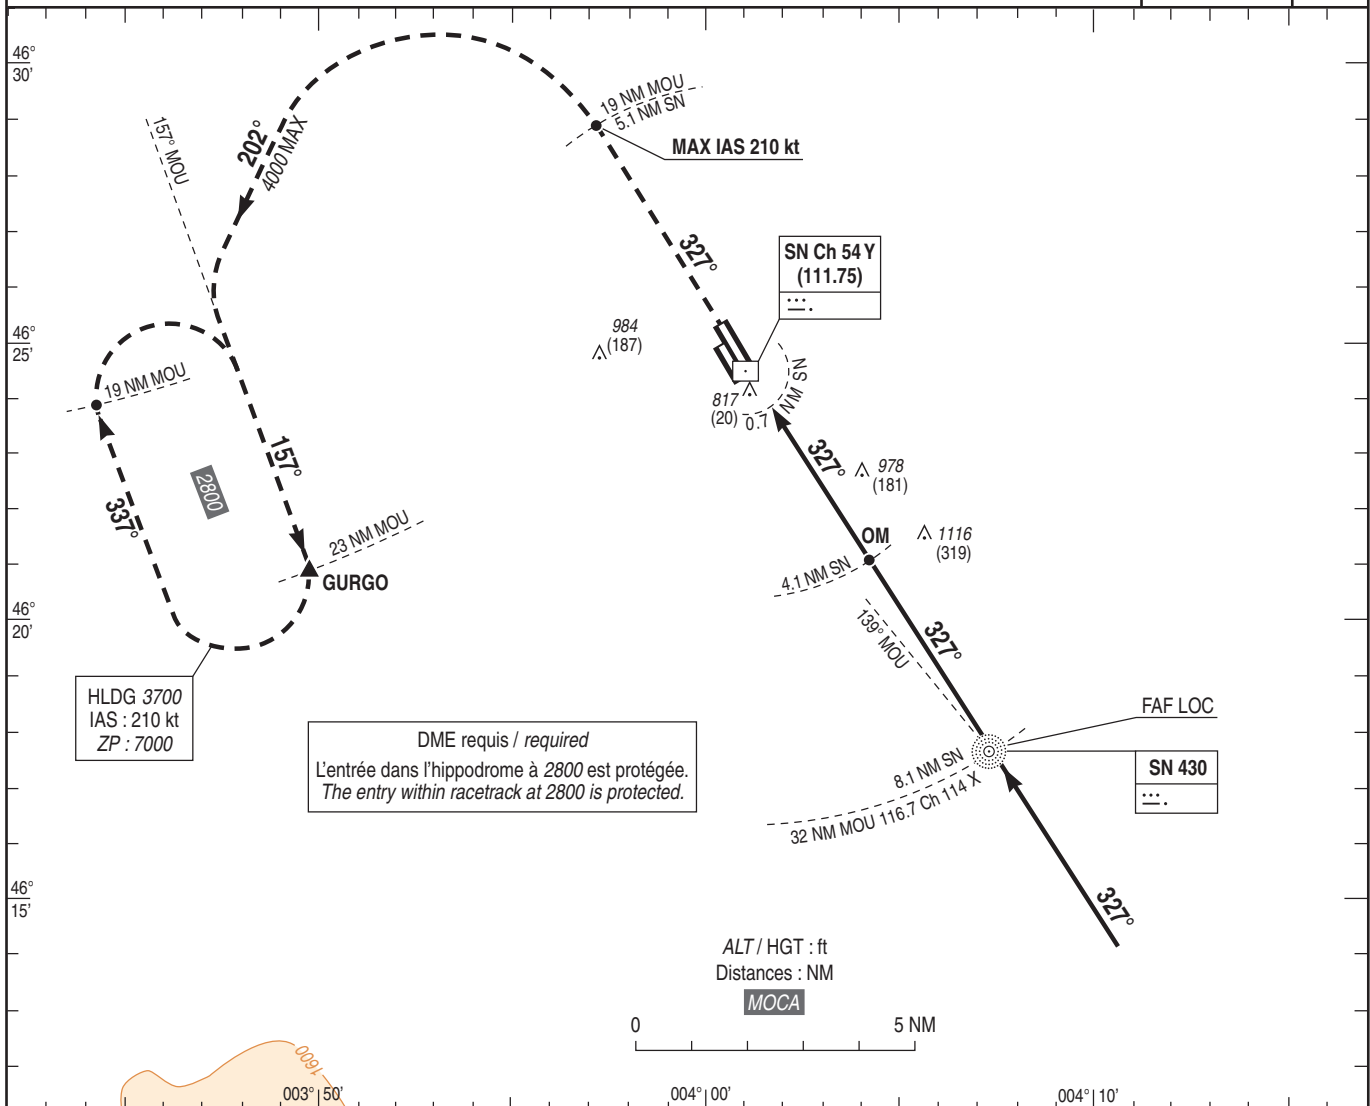 46°
30'
19 NM MOU
5.1 NM SN
MAX IAS 210 kt
157° MOU
202°
4000 MAX
327°
SN Ch 54 Y
(111.75)
46°
25'
984
(187)
19 NM MOU
817
(20)
0.7 NM SN
327°
978
(181)
157°
2800
337°
OM
1116
(319)
23 NM MOU
GURGO
4.1 NM SN
46°
20'
139° MOU
327°
HLDG 3700
IAS : 210 kt
ZP : 7000
FAF LOC
DME requis / required
L'entrée dans l'hippodrome à 2800 est protégée.
The entry within racetrack at 2800 is protected.
8.1 NM SN
32 NM MOU 116.7 Ch 114 X
SN 430
46°
15'
327°
ALT / HGT : ft
Distances : NM
MOCA
0 5 NM
1600
003° 50'
004° 00'
004° 10'